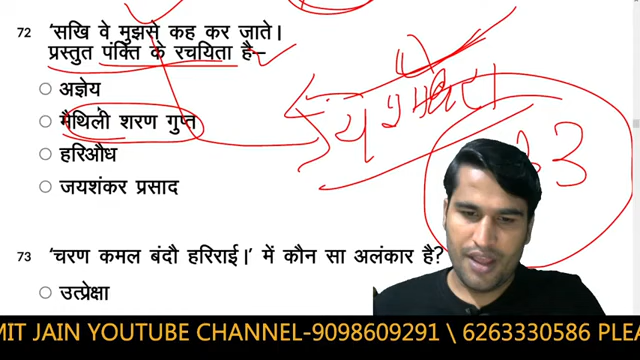 72 'सखि वे मुझसे कह कर जाते।
प्रस्तुत पंक्ति के रचयिता है–
अज्ञेय
मैथिली शरण गुप्त
हरिऔध
जयशंकर प्रसाद
यशोधरा
33
73 'चरण कमल बंदौ हरिराई।' में कौन सा अलंकार है?
उत्प्रेक्षा
MIT JAIN YOUTUBE CHANNEL-9098609291 \ 6263330586 PLEA